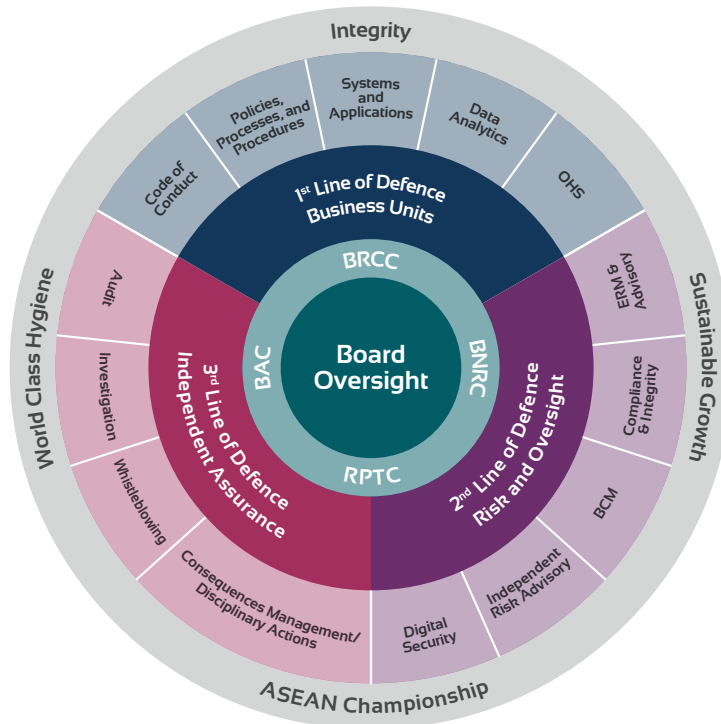 Integrity
Policies,
Processes, and
Procedures
Systems
and
Applications
Data
Analytics
Code of
Conduct
OHS
1st Line of Defence
Business Units
ERM &
Advisory
Compliance
& Integrity
BCM
Independent
Risk Advisory
Digital
Security
2nd Line of Defence
Risk and Oversight
Audit
Investigation
Whistleblowing
Consequences Management/
Disciplinary Actions
3rd Line of Defence
Independent Assurance
BRCC
BNRC
RPTC
BAC
Board
Oversight
World Class Hygiene
Sustainable Growth
ASEAN Championship